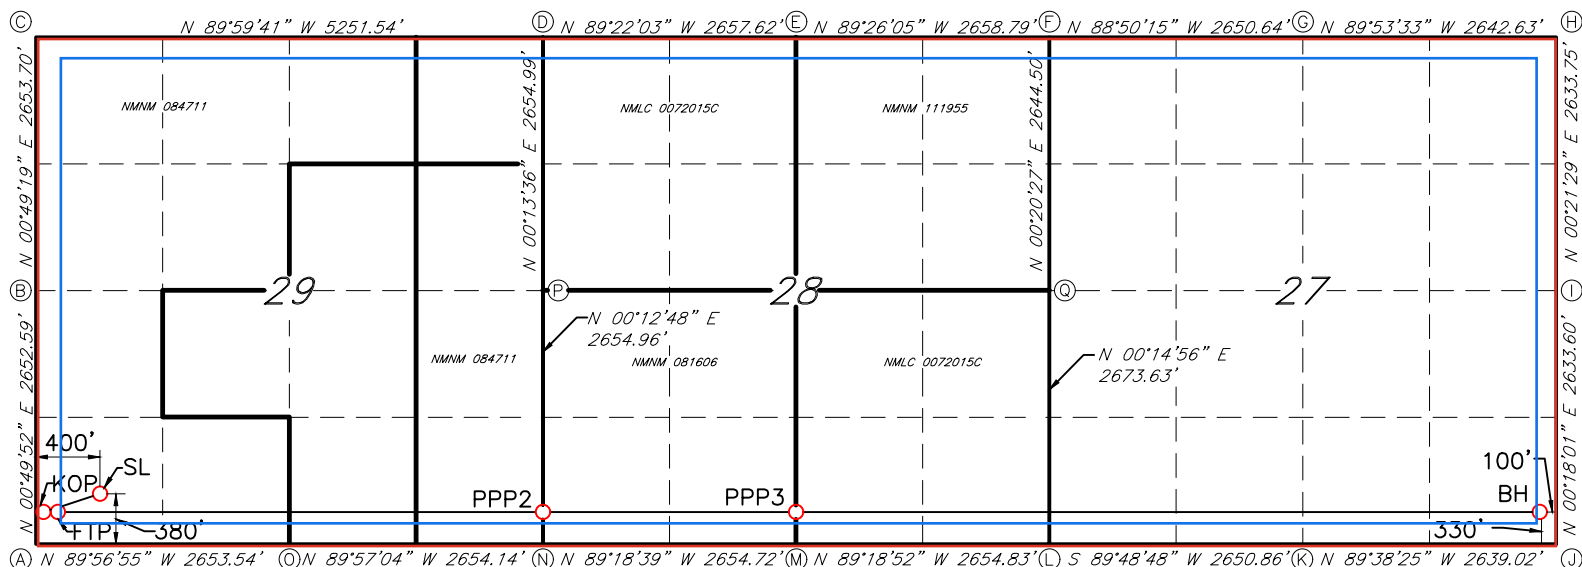 C N 89°59'41" W 5251.54' D N 89°22'03" W 2657.62' E N 89°26'05" W 2658.79' F N 88°50'15" W 2650.64' G N 89°53'33" W 2642.63' H
N 00°49'19" E 2653.70'
NMNM 084711
N 00°13'36" E 2654.99'
NMLC 0072015C
NMNM 111955
N 00°20'27" E 2644.50'
N 00°21'29" E 2633.75'
B 29 P 28 Q 27 I
N 00°49'52" E 2652.59'
N 00°12'48" E
2654.96'
NMNM 084711
NMNM 081606
NMLC 0072015C
N 00°14'56" E
2673.63'
N 00°18'01" E 2633.60'
400'
SL
KOP
FTP
380'
PPP2
PPP3
100'
BH
330'
A N 89°56'55" W 2653.54' O N 89°57'04" W 2654.14' N N 89°18'39" W 2654.72' M N 89°18'52" W 2654.83' L S 89°48'48" W 2650.86' K N 89°38'25" W 2639.02' J